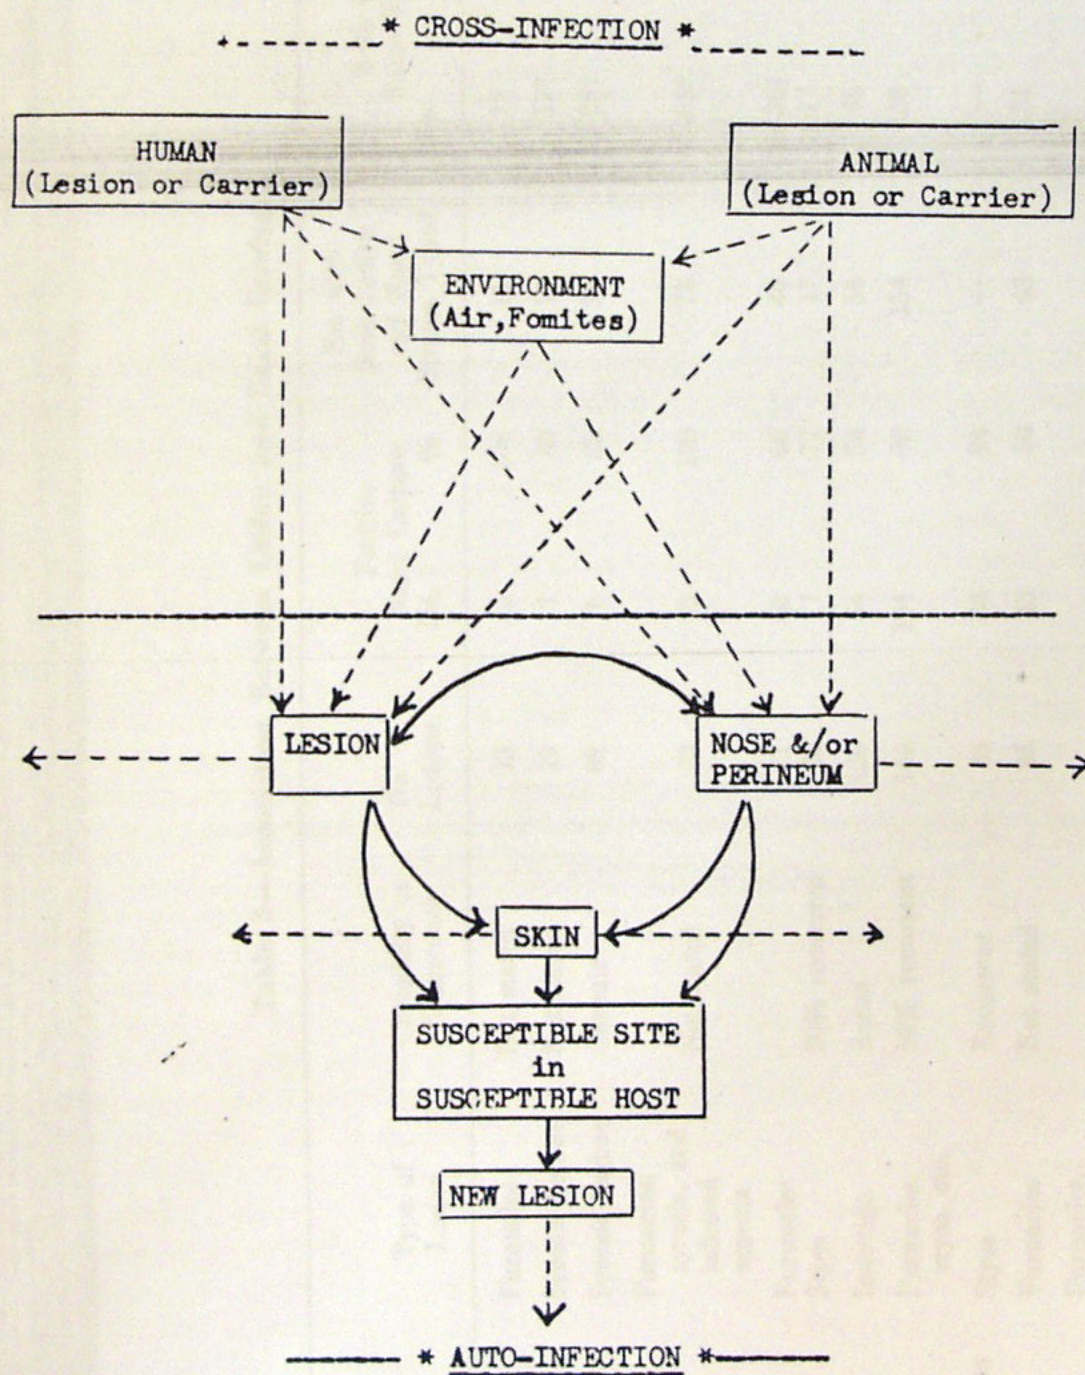 * CROSS-INFECTION *
HUMAN
(Lesion or Carrier)
ANIMAL
(Lesion or Carrier)
ENVIRONMENT
(Air,Fomites)
LESION
NOSE &/or
PERINEUM
SKIN
SUSCEPTIBLE SITE
in
SUSCEPTIBLE HOST
NEW LESION
* AUTO-INFECTION *